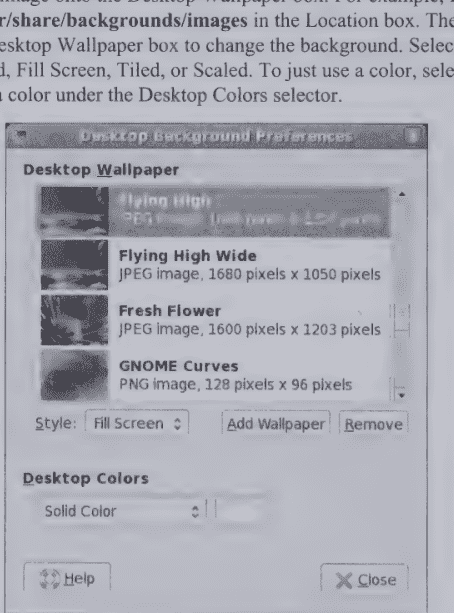 image onto the Desktop Wallpaper box. For example,
r/share/backgrounds/images in the Location box. The
esktop Wallpaper box to change the background. Selec
d, Fill Screen, Tiled, or Scaled. To just use a color, sele
a color under the Desktop Colors selector.
Desktop Background Preferences
Desktop Wallpaper
Flying High
JPEG
Flying High Wide
JPEG image, 1680 pixels x 1050 pixels
Fresh Flower
JPEG image, 1600 pixels x 1203 pixels
GNOME Curves
PNG image, 128 pixels x 96 pixels
Style: Fill Screen Add Wallpaper Remove
Desktop Colors
Solid Color
Help Close